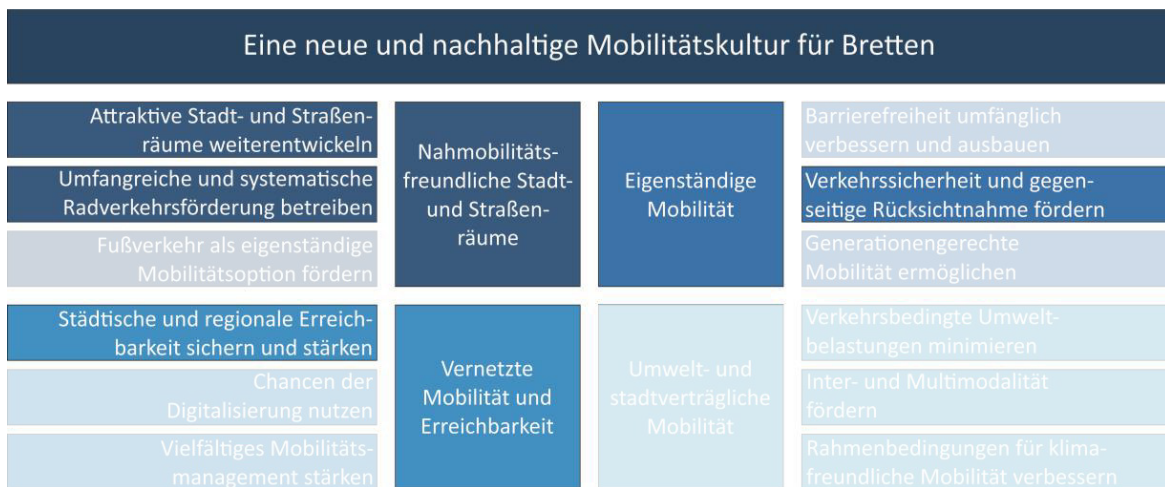 Eine neue und nachhaltige Mobilitätskultur für Bretten
Attraktive Stadt- und Straßen-
räume weiterentwickeln
Umfangreiche und systematische
Radverkehrsförderung betreiben
Fußverkehr als eigenständige
Mobilitätsoption fördern
Nahmobilitäts-
freundliche Stadt-
und Straßen-
räume
Eigenständige
Mobilität
Barrierefreiheit umfänglich
verbessern und ausbauen
Verkehrssicherheit und gegen-
seitige Rücksichtnahme fördern
Generationengerechte
Mobilität ermöglichen
Städtische und regionale Erreich-
barkeit sichern und stärken
Chancen der
Digitalisierung nutzen
Vielfältiges Mobilitäts-
management stärken
Vernetzte
Mobilität und
Erreichbarkeit
Umwelt- und
stadtverträgliche
Mobilität
Verkehrsbedingte Umwelt-
belastungen minimieren
Inter- und Multimodalität
fördern
Rahmenbedingungen für klima-
freundliche Mobilität verbessern